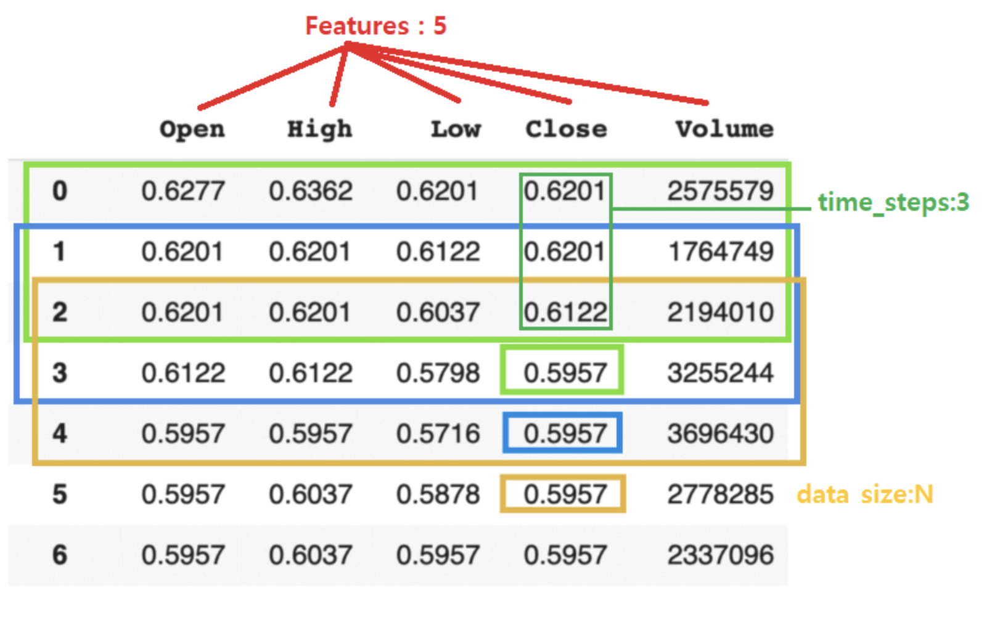 Features : 5
Open High Low Close Volume
0 0.6277 0.6362 0.6201 0.6201 2575579
time_steps:3
1 0.6201 0.6201 0.6122 0.6201 1764749
2 0.6201 0.6201 0.6037 0.6122 2194010
3 0.6122 0.6122 0.5798 0.5957 3255244
4 0.5957 0.5957 0.5716 0.5957 3696430
5 0.5957 0.6037 0.5878 0.5957 2778285
data size:N
6 0.5957 0.6037 0.5957 0.5957 2337096